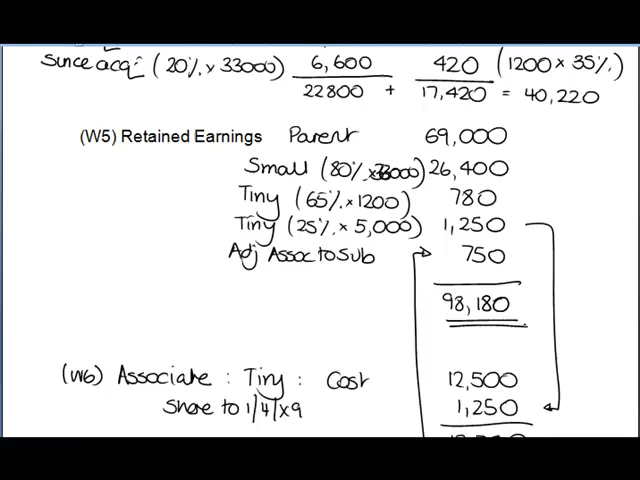 Since acq: (20% x 33000) 6,600 420 (1200 x 35%)
22800 + 17,420 = 40,220
(W5) Retained Earnings Parent 69,000
Small (80% x 33000) 26,400
Tiny (65% x 1200) 780
Tiny (25% x 5,000) 1,250
Adj Assoc to Sub 750
98,180
(W6) Associate : Tiny : Cost 12,500
Share to 1/4/x9 1,250